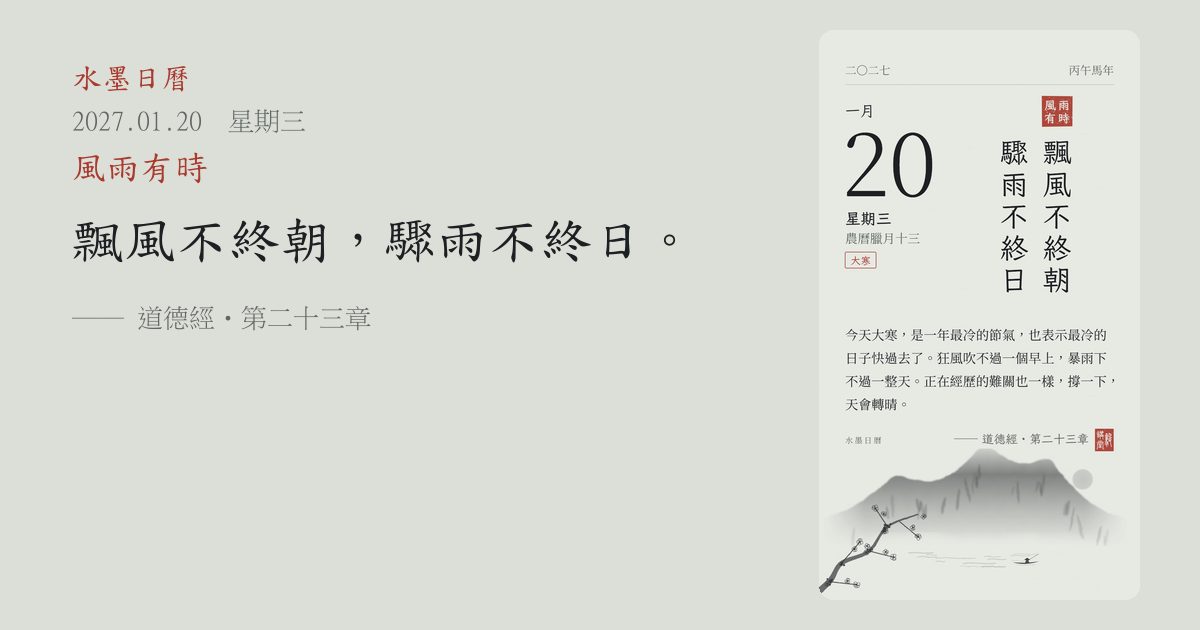 水墨日曆
2027.01.20　星期三
風雨有時
飄風不終朝，驟雨不終日。
—— 道德經・第二十三章
二〇二七
丙午馬年
一月
20
星期三
農曆臘月十三
大寒
風雨有時
飄風不終朝
驟雨不終日
今天大寒，是一年最冷的節氣，也表示最冷的
日子快過去了。狂風吹不過一個早上，暴雨下
不過一整天。正在經歷的難關也一樣，撐一下，
天會轉晴。
水墨日曆
—— 道德經・第二十三章